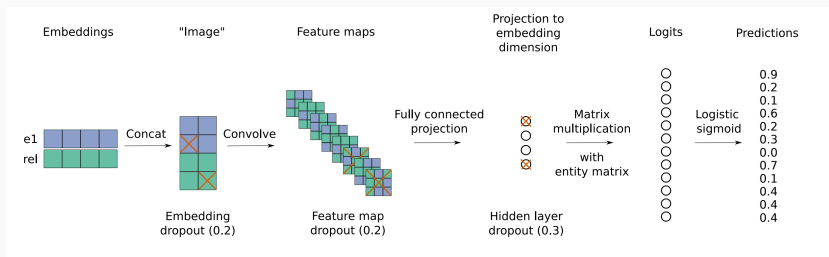 Embeddings
"Image"
Feature maps
Projection to
embedding
dimension
Logits
Predictions
e1
rel
Concat
Convolve
Fully connected
projection
Matrix
multiplication
with
entity matrix
Logistic
sigmoid
0.9
0.2
0.1
0.6
0.2
0.3
0.0
0.7
0.1
0.4
0.4
0.4
Embedding
dropout (0.2)
Feature map
dropout (0.2)
Hidden layer
dropout (0.3)